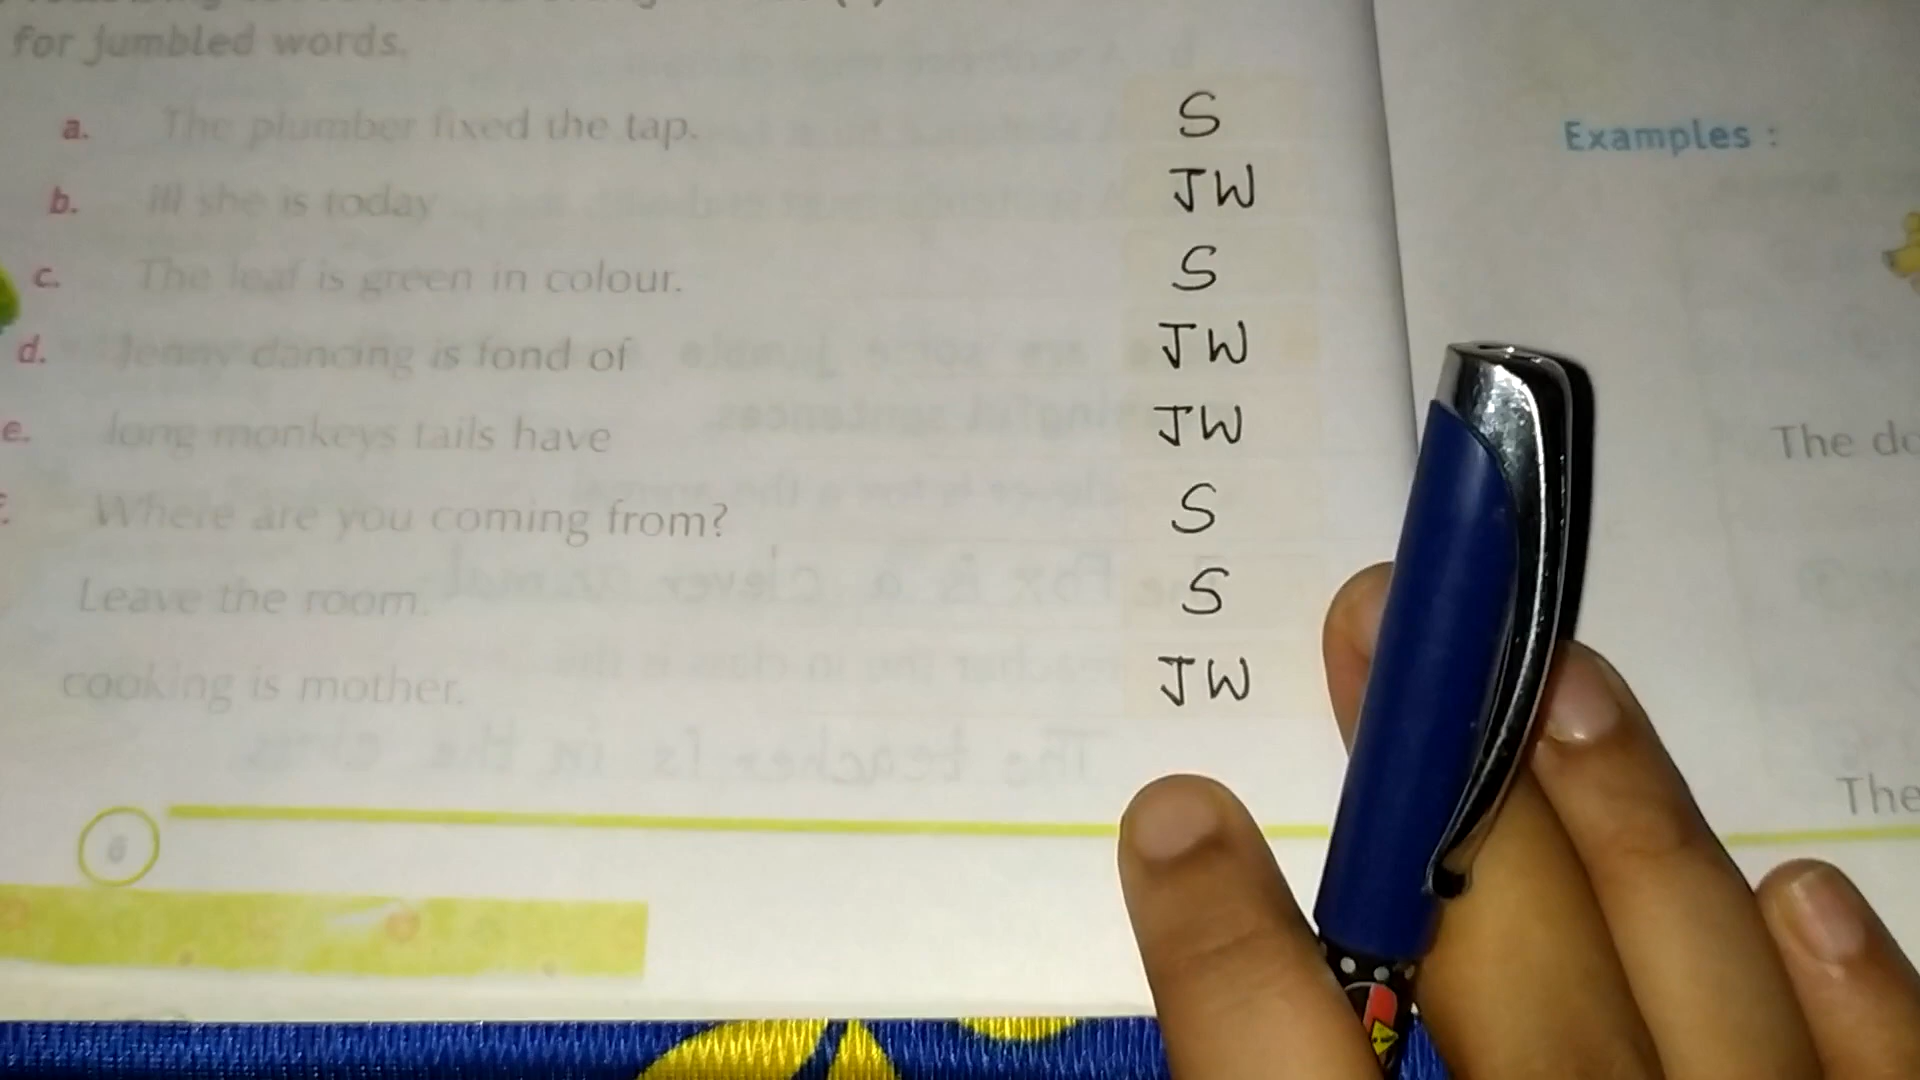 for jumbled words.
a. The plumber fixed the tap. S
b. ill she is today JW
c. The leaf is green in colour. S
d. Jenny dancing is fond of JW
e. long monkeys tails have JW
Where are you coming from? S
Leave the room. S
cooking is mother. JW
6
Examples :
The
The